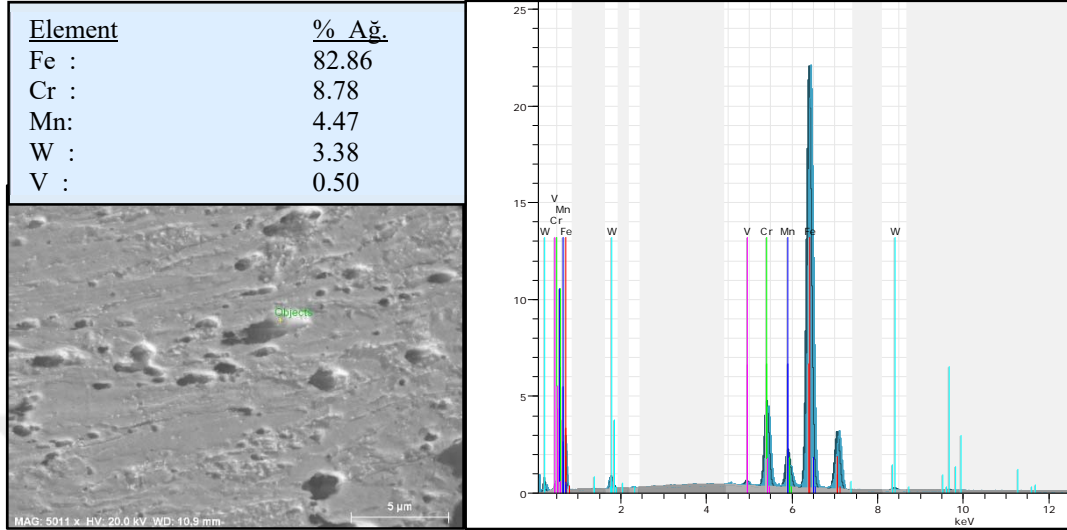 Element % Ağ.
Fe : 82.86
Cr : 8.78
Mn: 4.47
W : 3.38
V : 0.50
Objects
5 µm
MAG: 5011 x HV: 20.0 kV WD: 10.9 mm
25
20
15
10
5
0
V
Mn
Cr
W Fe
W
V Cr Mn Fe
W
2 4 6 8 10 12
keV